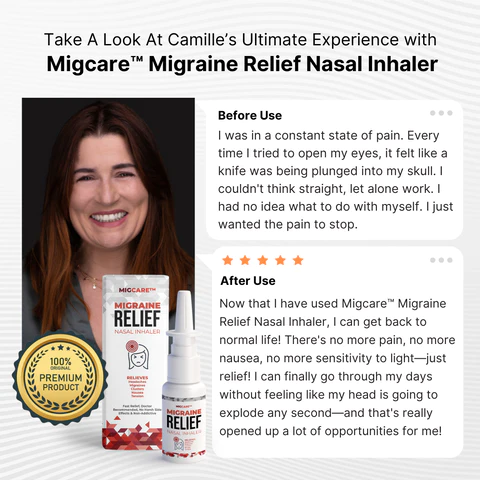 Take A Look At Camille's Ultimate Experience with
Migcare™ Migraine Relief Nasal Inhaler
Before Use
I was in a constant state of pain. Every
time I tried to open my eyes, it felt like a
knife was being plunged into my skull. I
couldn't think straight, let alone work. I
had no idea what to do with myself. I just
wanted the pain to stop.
After Use
Now that I have used Migcare™ Migraine
Relief Nasal Inhaler, I can get back to
normal life! There's no more pain, no more
nausea, no more sensitivity to light—just
relief! I can finally go through my days
without feeling like my head is going to
explode any second—and that's really
opened up a lot of opportunities for me!
MIGCARE™
MIGRAINE
RELIEF
NASAL INHALER
RELIEVES
Fast Relief, Doctor
Recommended, No Harsh Side
Effects & Non-Addictive
MIGCARE™
MIGRAINE
RELIEF
NASAL INHALER
100%
ORIGINAL
PREMIUM
PRODUCT